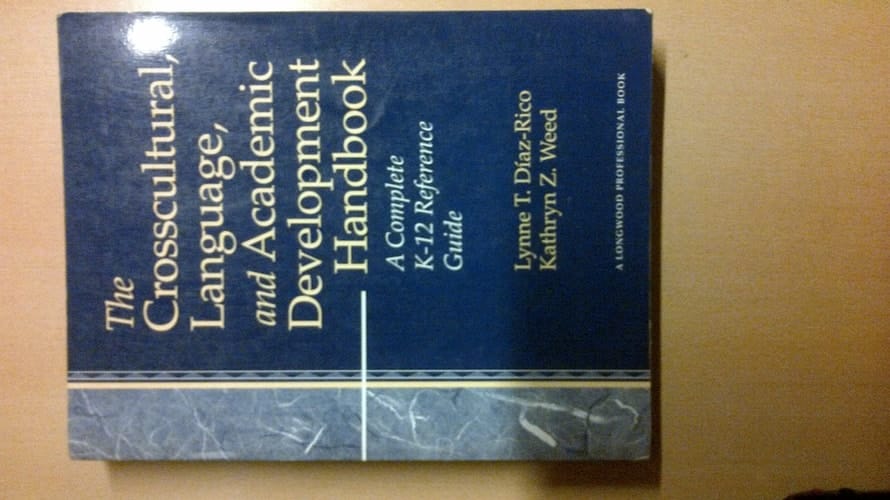 The
Crosscultural,
Language,
and Academic
Development
Handbook
A Complete
K-12 Reference
Guide
Lynne T. Díaz-Rico
Kathryn Z. Weed
A LONGWOOD PROFESSIONAL BOOK